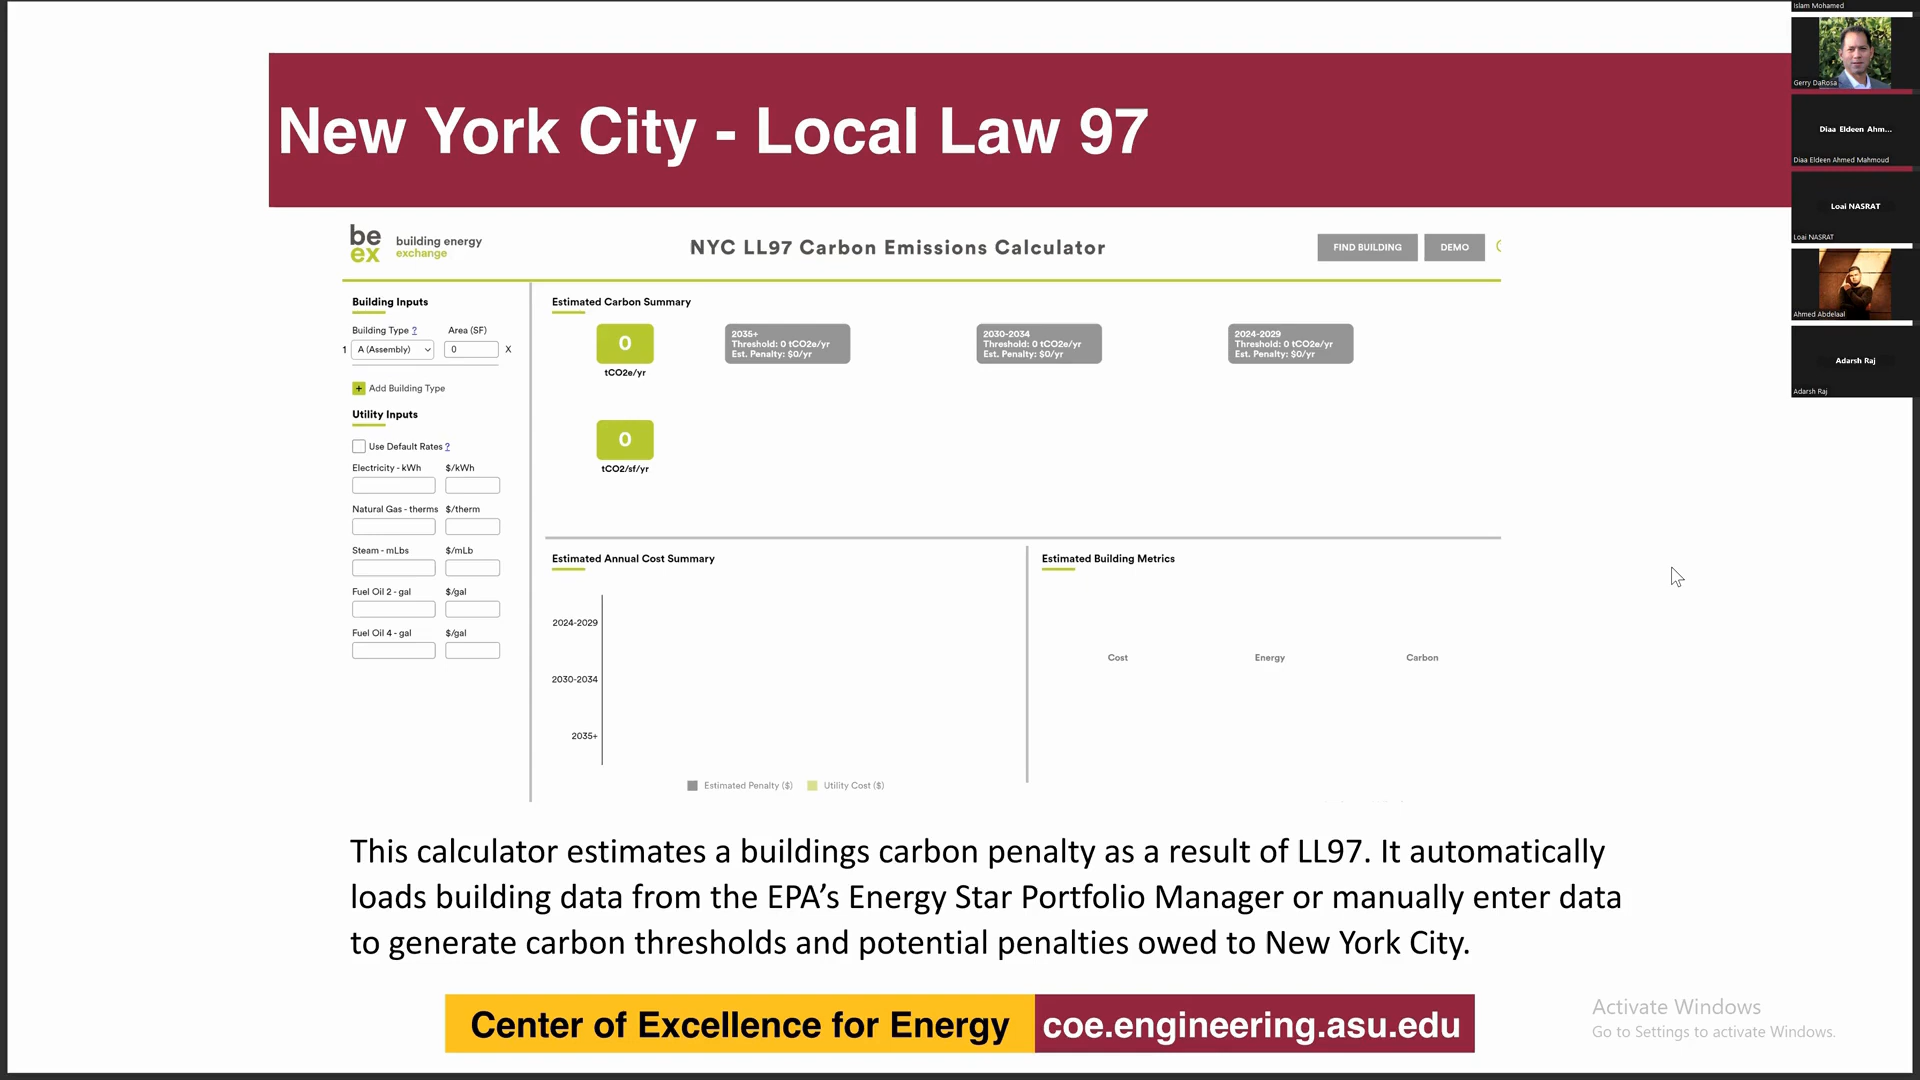 New York City - Local Law 97
be
ex
building energy
exchange
NYC LL97 Carbon Emissions Calculator
FIND BUILDING
DEMO
Building Inputs
Building Type ? Area (SF)
1 A (Assembly) 0 X
+ Add Building Type
Utility Inputs
Use Default Rates ?
Electricity - kWh $/kWh
Natural Gas - therms $/therm
Steam - mLbs $/mLb
Fuel Oil 2 - gal $/gal
Fuel Oil 4 - gal $/gal
Estimated Carbon Summary
0
tCO2e/yr
2035+
Threshold: 0 tCO2e/yr
Est. Penalty: $0/yr
2030-2034
Threshold: 0 tCO2e/yr
Est. Penalty: $0/yr
2024-2029
Threshold: 0 tCO2e/yr
Est. Penalty: $0/yr
0
tCO2/sf/yr
Estimated Annual Cost Summary
2024-2029
2030-2034
2035+
Estimated Penalty ($) Utility Cost ($)
Estimated Building Metrics
Cost Energy Carbon
This calculator estimates a buildings carbon penalty as a result of LL97. It automatically
loads building data from the EPA’s Energy Star Portfolio Manager or manually enter data
to generate carbon thresholds and potential penalties owed to New York City.
Center of Excellence for Energy coe.engineering.asu.edu
Activate Windows
Go to Settings to activate Windows.
Islam Mohamed
Gerry DaRosa
Diaa Eldeen Ahm...
Diaa Eldeen Ahmed Mahmoud
Loai NASRAT
Loai NASRAT
Ahmed Abdelaal
Adarsh Raj
Adarsh Raj